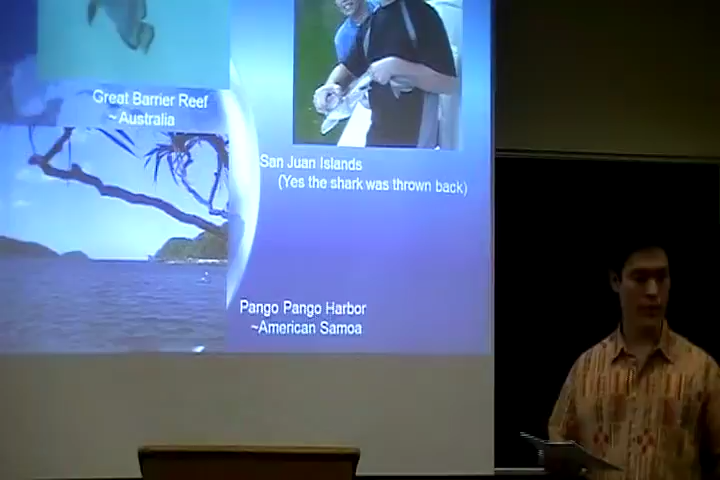 Great Barrier Reef
~Australia
San Juan Islands
(Yes the shark was thrown back)
Pango Pango Harbor
~American Samoa